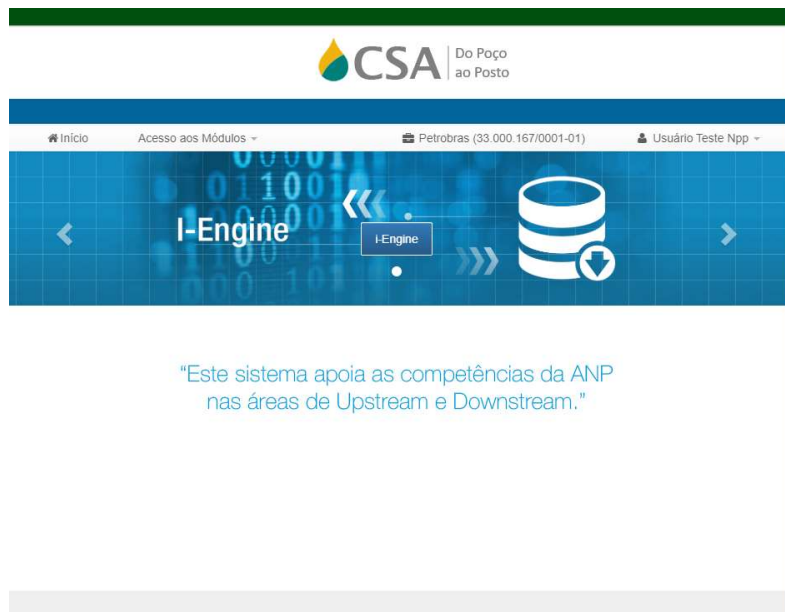 CSA Do Poço
ao Posto
Início Acesso aos Módulos Petrobras (33.000.167/0001-01) Usuário Teste Npp
I-Engine
i-Engine
“Este sistema apoia as competências da ANP
nas áreas de Upstream e Downstream.”